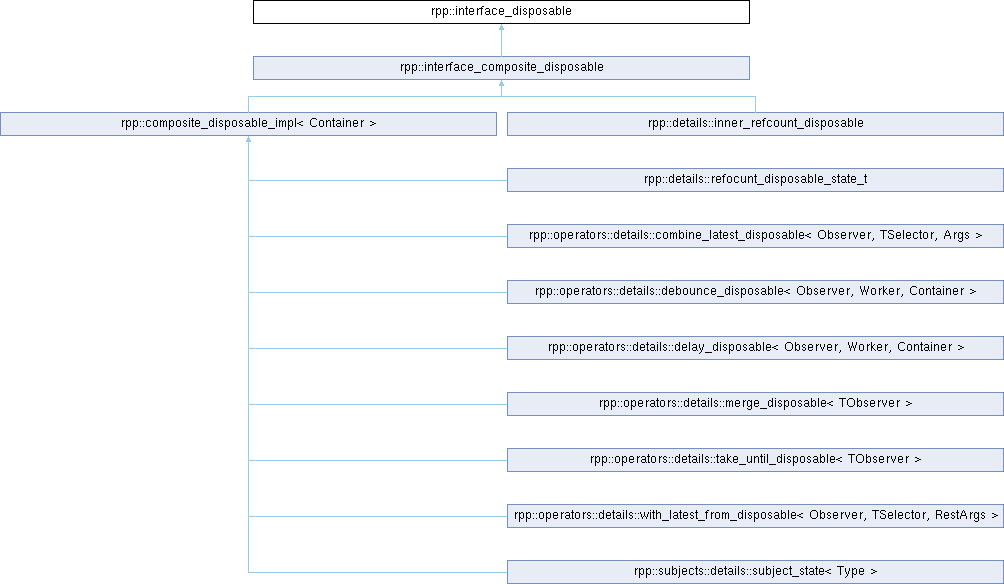 rpp::interface_disposable
rpp::interface_composite_disposable
rpp::composite_disposable_impl< Container >
rpp::details::inner_refcount_disposable
rpp::details::refocunt_disposable_state_t
rpp::operators::details::combine_latest_disposable< Observer, TSelector, Args >
rpp::operators::details::debounce_disposable< Observer, Worker, Container >
rpp::operators::details::delay_disposable< Observer, Worker, Container >
rpp::operators::details::merge_disposable< TObserver >
rpp::operators::details::take_until_disposable< TObserver >
rpp::operators::details::with_latest_from_disposable< Observer, TSelector, RestArgs >
rpp::subjects::details::subject_state< Type >